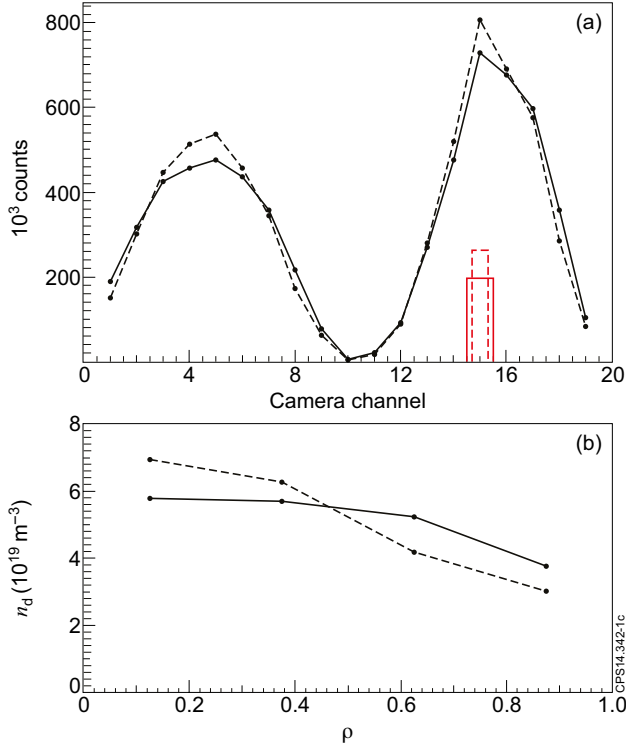 (a)
800
600
400
200
10³ counts
0 4 8 12 16 20
Camera channel
(b)
8
6
4
2
0
n_d (10¹⁹ m⁻³)
0 0.2 0.4 0.6 0.8 1.0
ρ
CPS14.342-1c